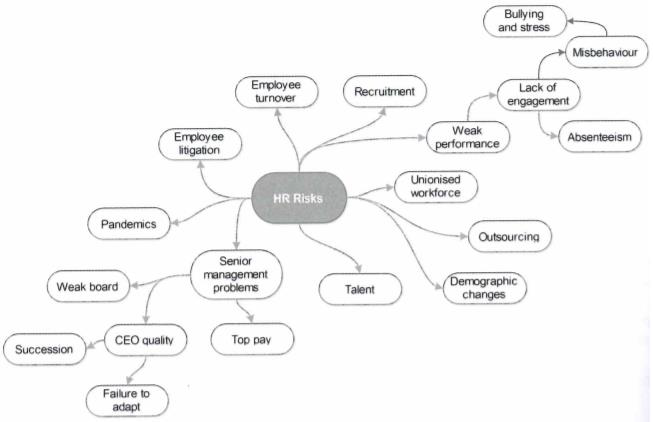 Bullying
and stress
Misbehaviour
Employee
turnover
Recruitment
Lack of
engagement
Employee
litigation
Weak
performance
Absenteeism
HR Risks
Unionised
workforce
Pandemics
Outsourcing
Senior
management
problems
Weak board
Talent
Demographic
changes
Succession
CEO quality
Top pay
Failure to
adapt